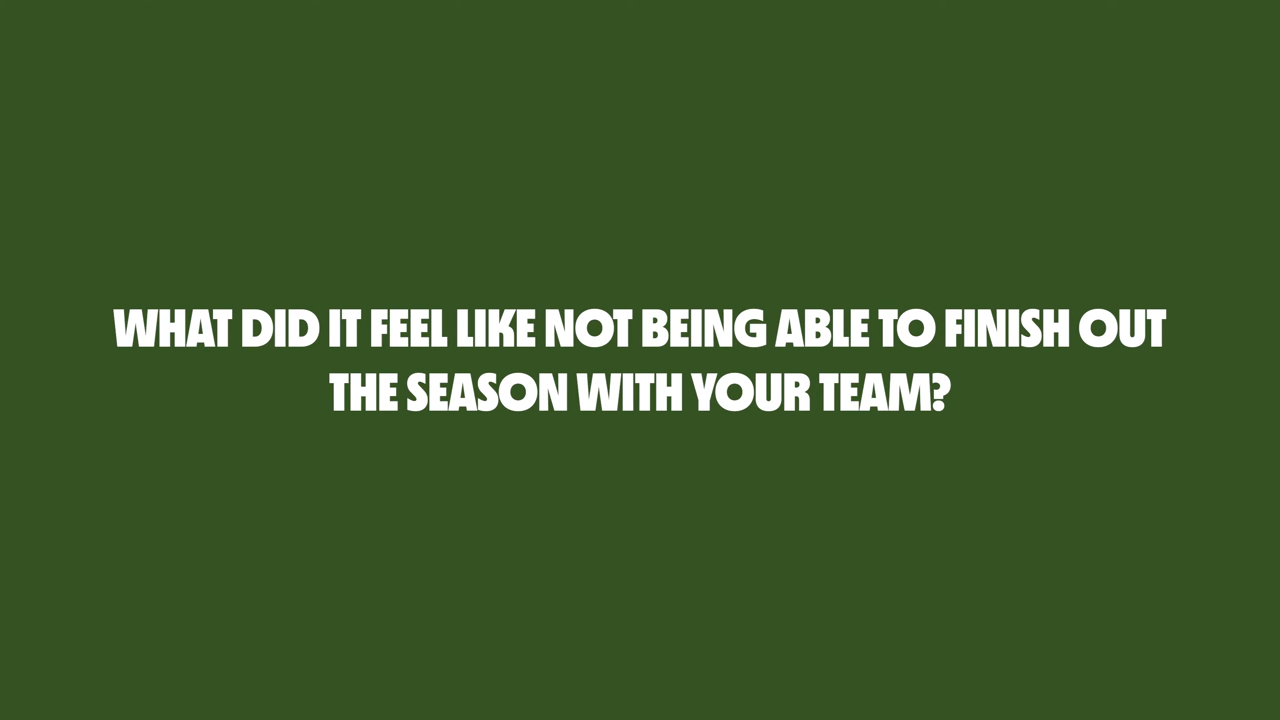 WHAT DID IT FEEL LIKE NOT BEING ABLE TO FINISH OUT
THE SEASON WITH YOUR TEAM?